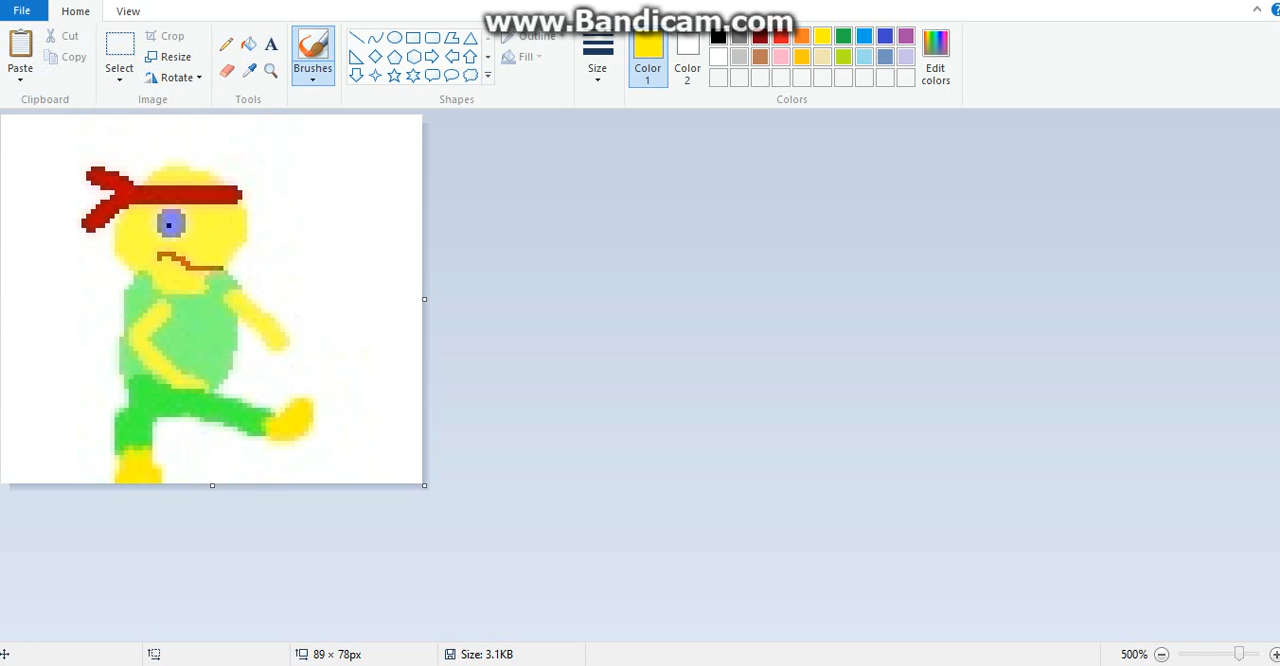 www.Bandicam.com
File Home View
Paste
Cut
Copy
Clipboard
Select
Crop
Resize
Rotate
Image
A
Tools
Brushes
Outline
Fill
Shapes
Size
Color 1
Color 2
Edit colors
Colors
89 × 78px
Size: 3.1KB
500%